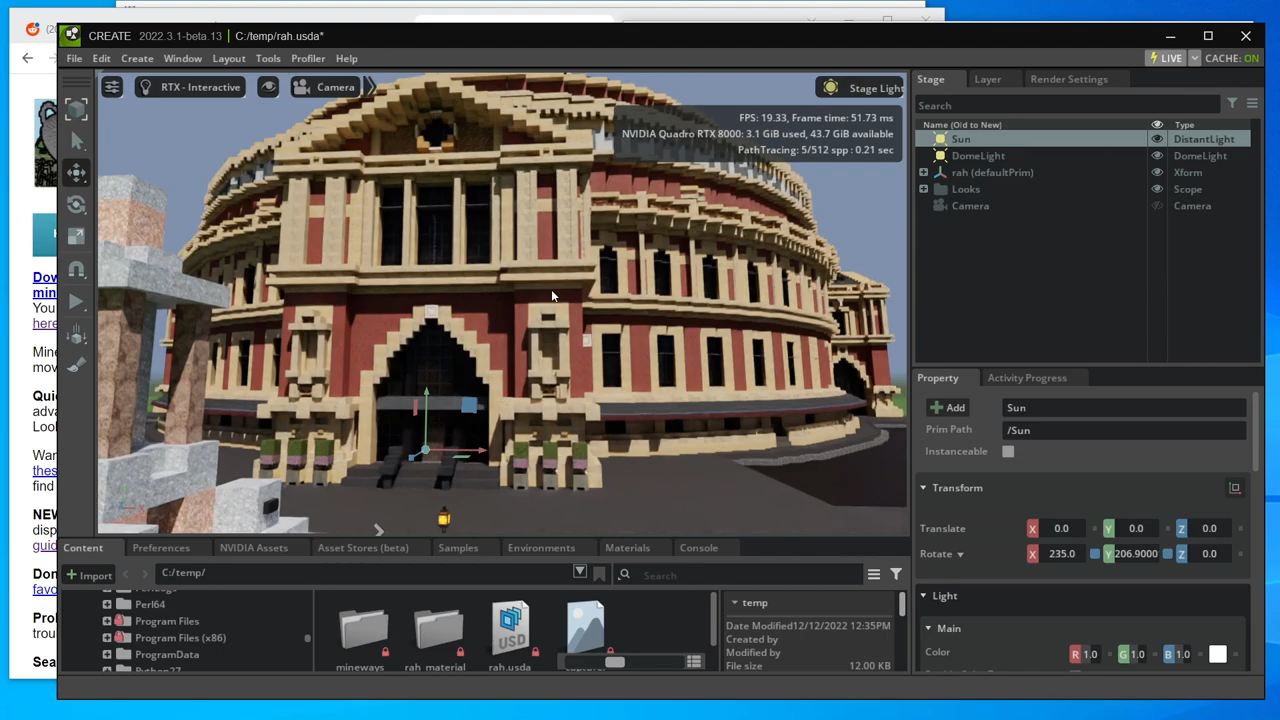 (20
CREATE 2022.3.1-beta.13 | C:/temp/rah.usda*
File Edit Create Window Layout Tools Profiler Help
LIVE CACHE: ON
RTX - Interactive Camera Stage Light
FPS: 19.33, Frame time: 51.73 ms
NVIDIA Quadro RTX 8000: 3.1 GiB used, 43.7 GiB available
PathTracing: 5/512 spp : 0.21 sec
Stage Layer Render Settings
Search
Name (Old to New) Type
Sun DistantLight
DomeLight DomeLight
rah (defaultPrim) Xform
Looks Scope
Camera Camera
Property Activity Progress
Add Sun
Prim Path /Sun
Instanceable
Transform
Translate X 0.0 Y 0.0 Z 0.0
Rotate X 235.0 Y 206.9000 Z 0.0
Light
Main
Color R 1.0 G 1.0 B 1.0
Content Preferences NVIDIA Assets Asset Stores (beta) Samples Environments Materials Console
Import C:/temp/ Search
Perl64
Program Files
Program Files (x86)
ProgramData
Python27
mineways rah_material rah.usda
USD
temp
Date Modified 12/12/2022 12:35PM
Created by
Modified by
File size 12.00 KB
Dow
min
You
here
Mine
mov
Quic
adva
Look
Wan
thes
find
NEW
disp
guid
Don
favo
Prol
trou
Sea